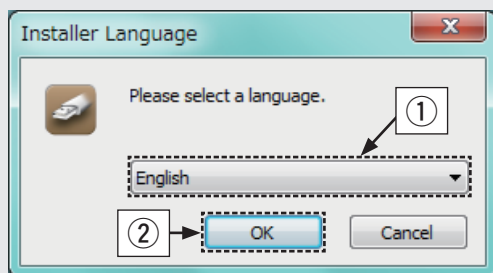 Installer Language
Please select a language.
①
English
②
OK
Cancel